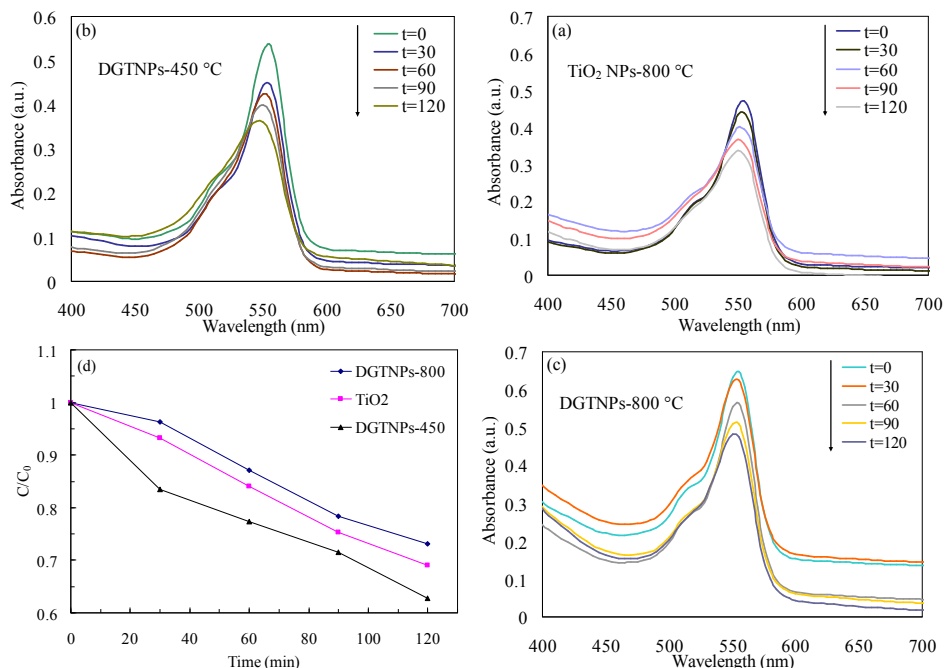 (b)
DGTNPs-450 °C
t=0
t=30
t=60
t=90
t=120
0.6
0.5
0.4
0.3
0.2
0.1
0
Absorbance (a.u.)
400 450 500 550 600 650 700
Wavelength (nm)
(a)
TiO₂ NPs-800 °C
t=0
t=30
t=60
t=90
t=120
0.7
0.6
0.5
0.4
0.3
0.2
0.1
0
Absorbance (a.u.)
400 450 500 550 600 650 700
Wavelength (nm)
(d)
DGTNPs-800
TiO2
DGTNPs-450
1.1
1
0.9
0.8
0.7
0.6
C/C₀
0 20 40 60 80 100 120
Time (min)
(c)
DGTNPs-800 °C
t=0
t=30
t=60
t=90
t=120
0.7
0.6
0.5
0.4
0.3
0.2
0.1
0
Absorbance (a.u.)
400 450 500 550 600 650 700
Wavelength (nm)